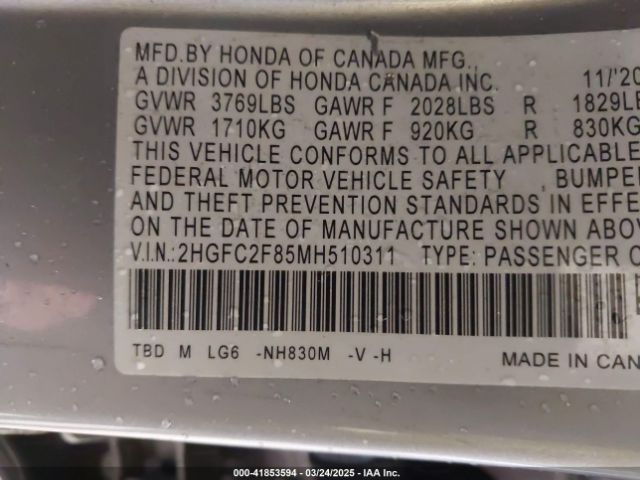 MFD.BY HONDA OF CANADA MFG.,
A DIVISION OF HONDA CANADA INC. 11/'20
GVWR 3769LBS GAWR F 2028LBS R 1829LB
GVWR 1710KG GAWR F 920KG R 830KG
THIS VEHICLE CONFORMS TO ALL APPLICABLE
FEDERAL MOTOR VEHICLE SAFETY , BUMPER
AND THEFT PREVENTION STANDARDS IN EFFE
ON THE DATE OF MANUFACTURE SHOWN ABOV
V.I.N.:2HGFC2F85MH510311 TYPE: PASSENGER C
TBD M LG6 -NH830M -V -H MADE IN CAN
000-41853594 / 03/24/2025 - IAA Inc.